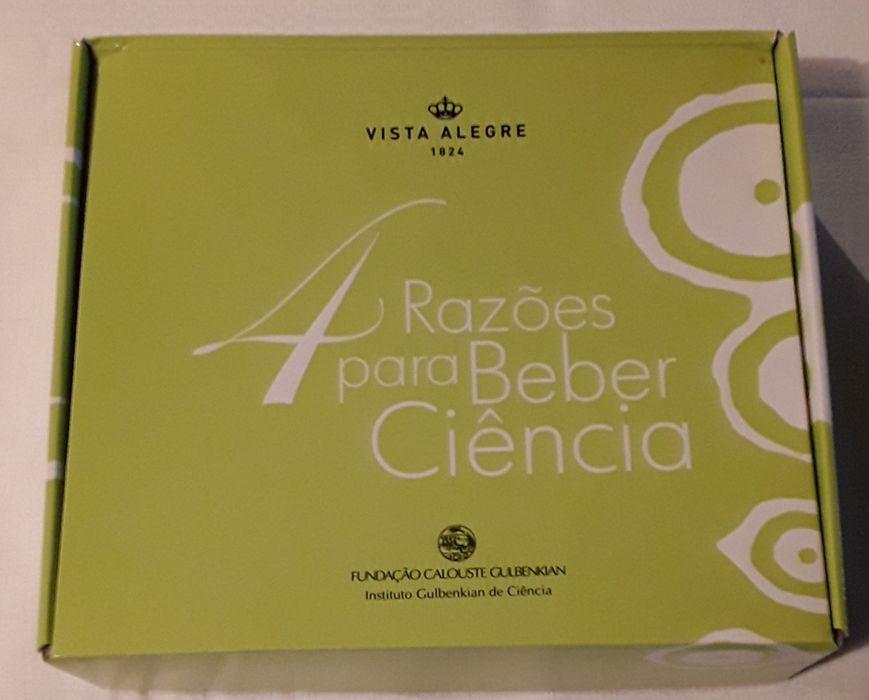 VISTA ALEGRE
1824
4 Razões
para Beber
Ciência
FUNDAÇÃO CALOUSTE GULBENKIAN
Instituto Gulbenkian de Ciência